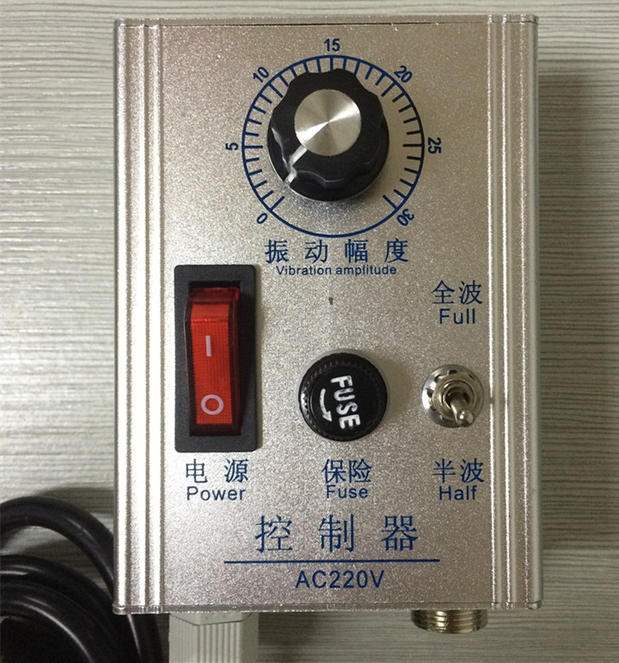 15
10
20
5
25
0
30
振动幅度
Vibration amplitude
全波
Full
I
O
FUSE
电源
Power
保险
Fuse
半波
Half
控制器
AC220V